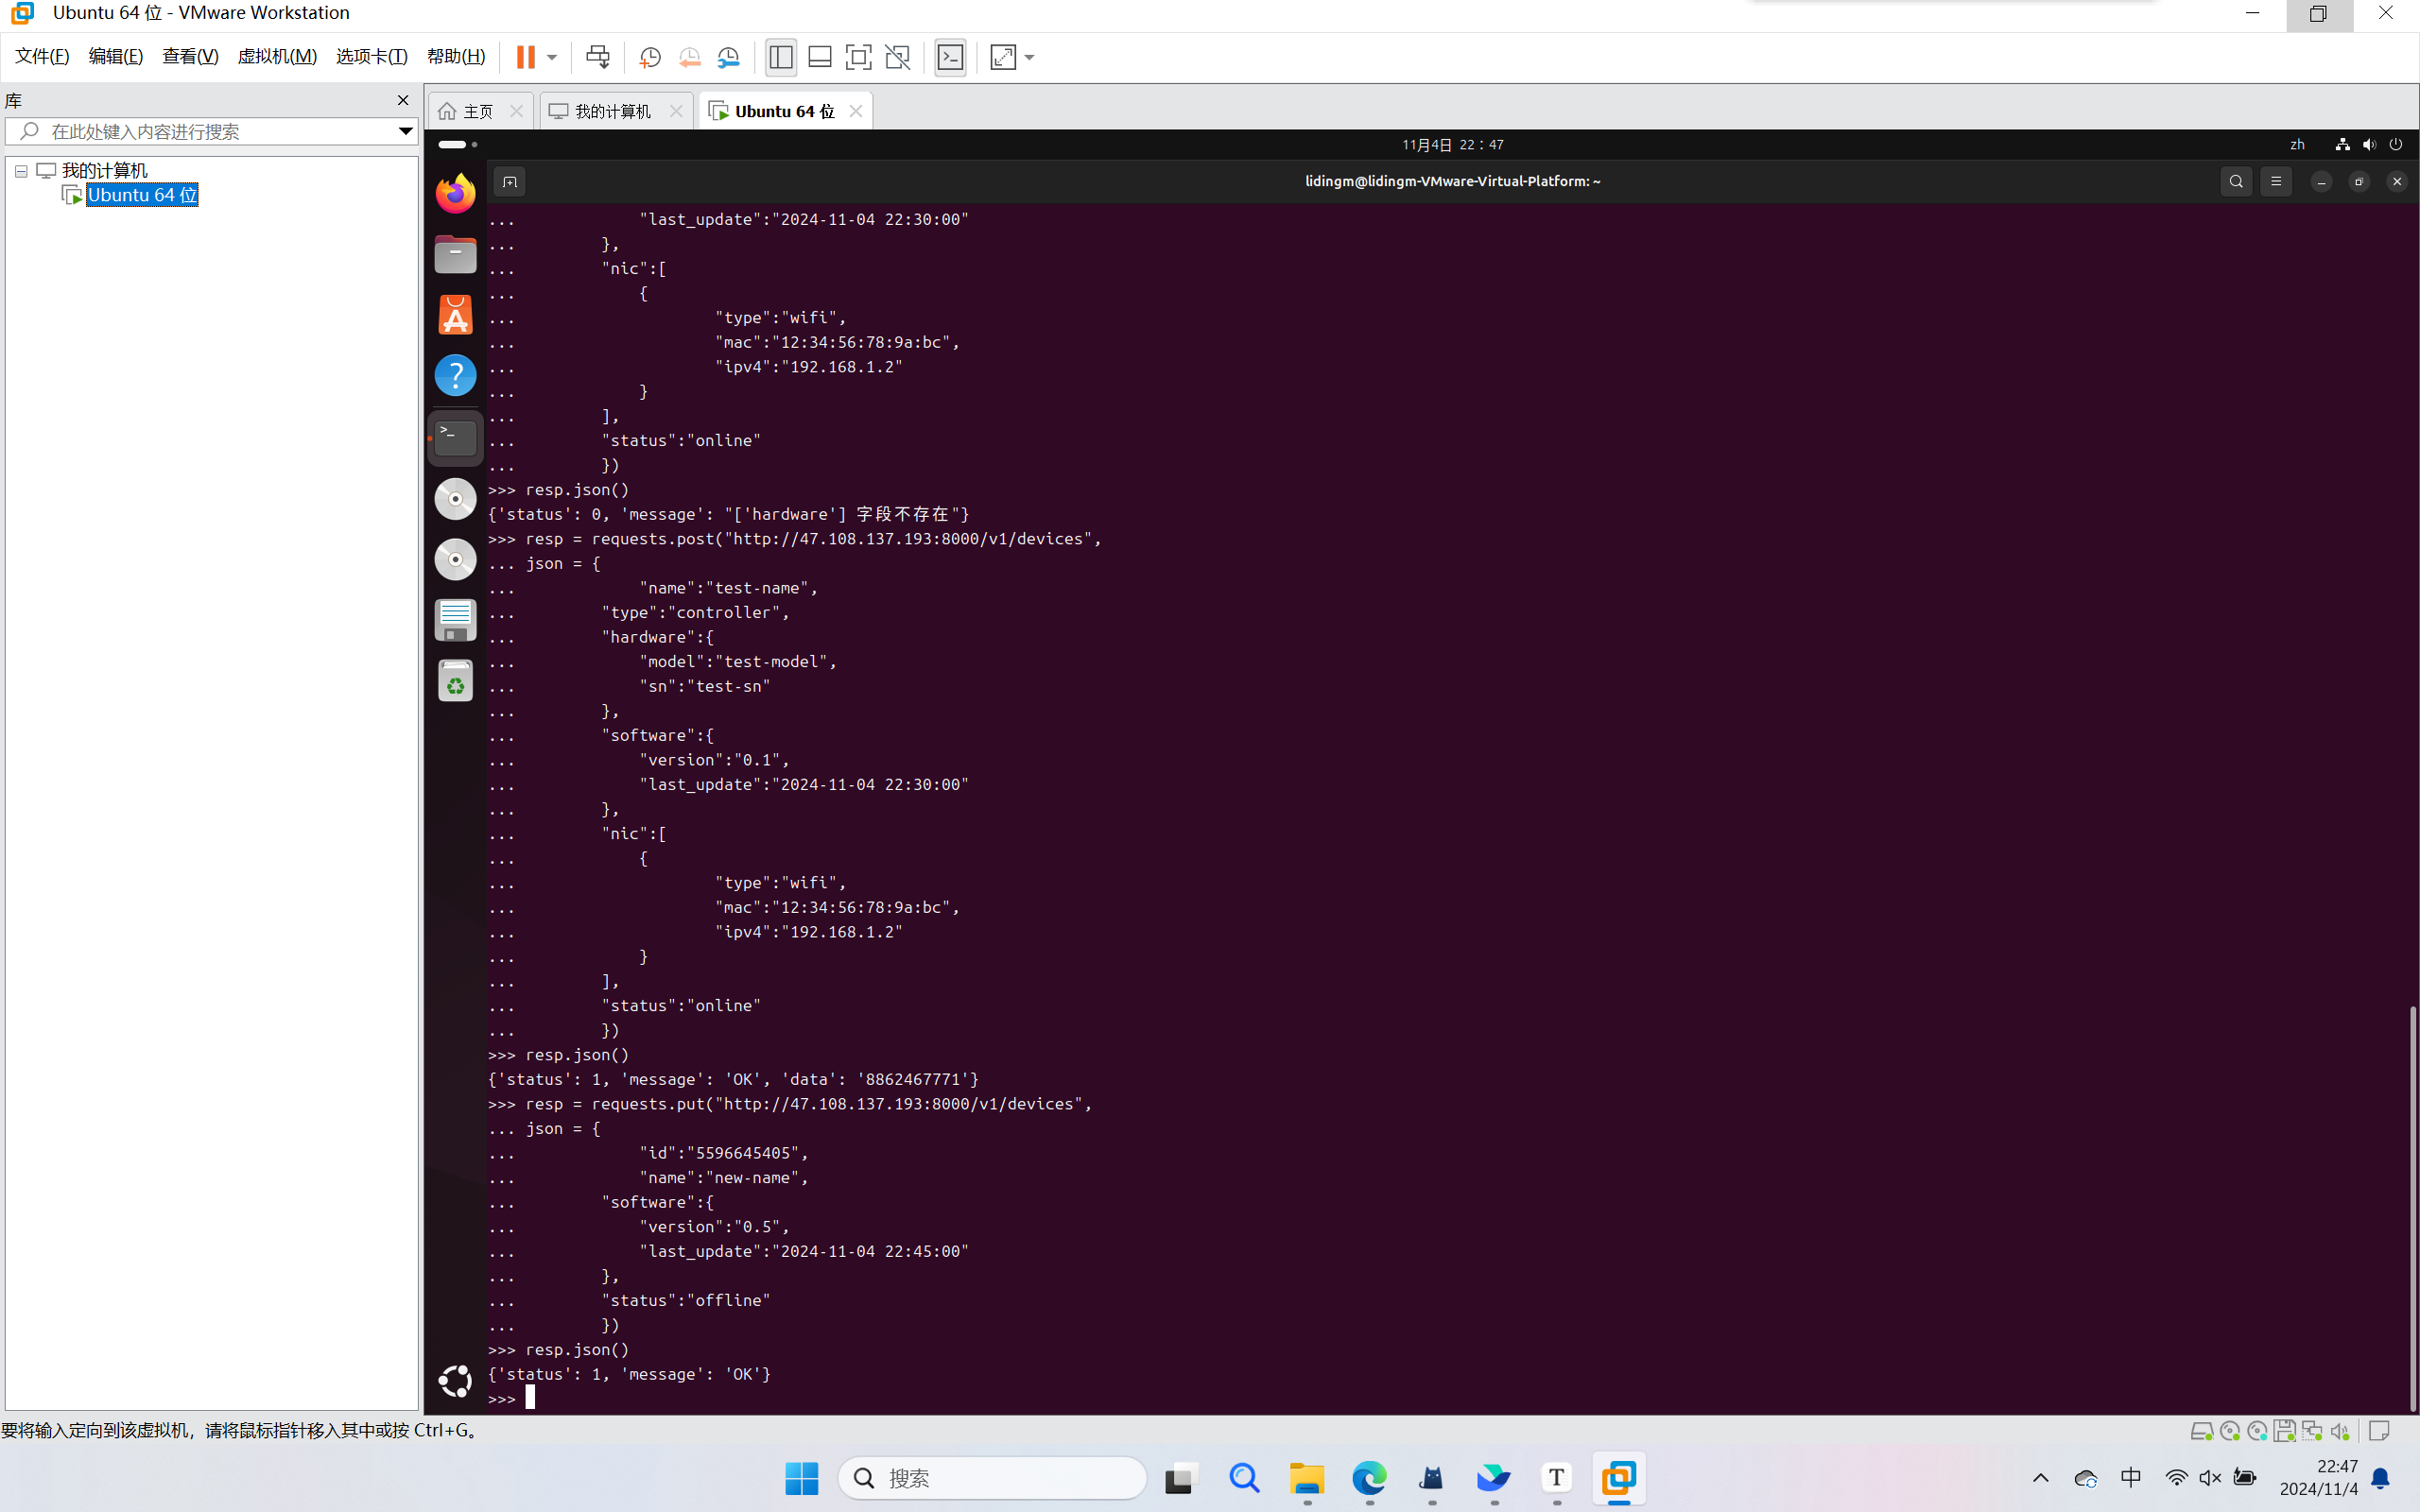 Ubuntu 64 位 - VMware Workstation
文件(F) 编辑(E) 查看(V) 虚拟机(M) 选项卡(T) 帮助(H)
库
在此处键入内容进行搜索
我的计算机
Ubuntu 64 位
主页 我的计算机 Ubuntu 64 位
11月4日 22:47 zh
lidingm@lidingm-VMware-Virtual-Platform: ~
... "last_update":"2024-11-04 22:30:00"
... },
... "nic":[
... {
... "type":"wifi",
... "mac":"12:34:56:78:9a:bc",
... "ipv4":"192.168.1.2"
... }
... ],
... "status":"online"
... })
>>> resp.json()
{'status': 0, 'message': "['hardware'] 字段不存在"}
>>> resp = requests.post("http://47.108.137.193:8000/v1/devices",
... json = {
... "name":"test-name",
... "type":"controller",
... "hardware":{
... "model":"test-model",
... "sn":"test-sn"
... },
... "software":{
... "version":"0.1",
... "last_update":"2024-11-04 22:30:00"
... },
... "nic":[
... {
... "type":"wifi",
... "mac":"12:34:56:78:9a:bc",
... "ipv4":"192.168.1.2"
... }
... ],
... "status":"online"
... })
>>> resp.json()
{'status': 1, 'message': 'OK', 'data': '8862467771'}
>>> resp = requests.put("http://47.108.137.193:8000/v1/devices",
... json = {
... "id":"5596645405",
... "name":"new-name",
... "software":{
... "version":"0.5",
... "last_update":"2024-11-04 22:45:00"
... },
... "status":"offline"
... })
>>> resp.json()
{'status': 1, 'message': 'OK'}
>>>
要将输入定向到该虚拟机，请将鼠标指针移入其中或按 Ctrl+G。
搜索
中
22:47
2024/11/4